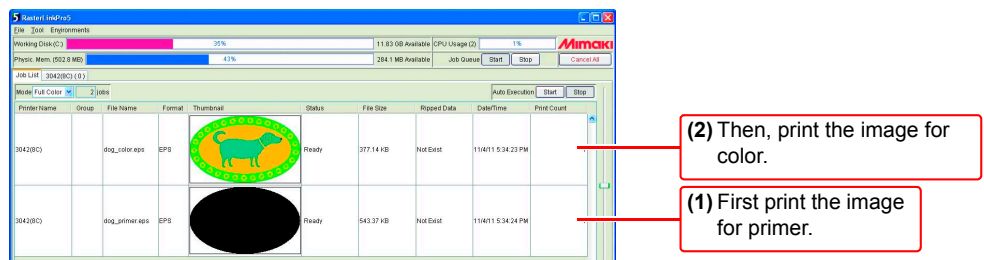 5 RasterLinkPro5
File Tool Environments
Working Disk (C:) 35% 11.83 GB Available CPU Usage (2) 1% Mimaki
Physic. Mem. (502.8 MB) 43% 284.1 MB Available Job Queue Start Stop Cancel All
Job List 3042(8C) ( 0 )
Mode Full Color 2 jobs Auto Execution Start Stop
Printer Name Group File Name Format Thumbnail Status File Size Ripped Data Date/Time Print Count
3042(8C) dog_color.eps EPS Ready 377.14 KB Not Exist 11/4/11 5:34:23 PM
(2) Then, print the image for
color.
3042(8C) dog_primer.eps EPS Ready 543.37 KB Not Exist 11/4/11 5:34:24 PM
(1) First print the image
for primer.